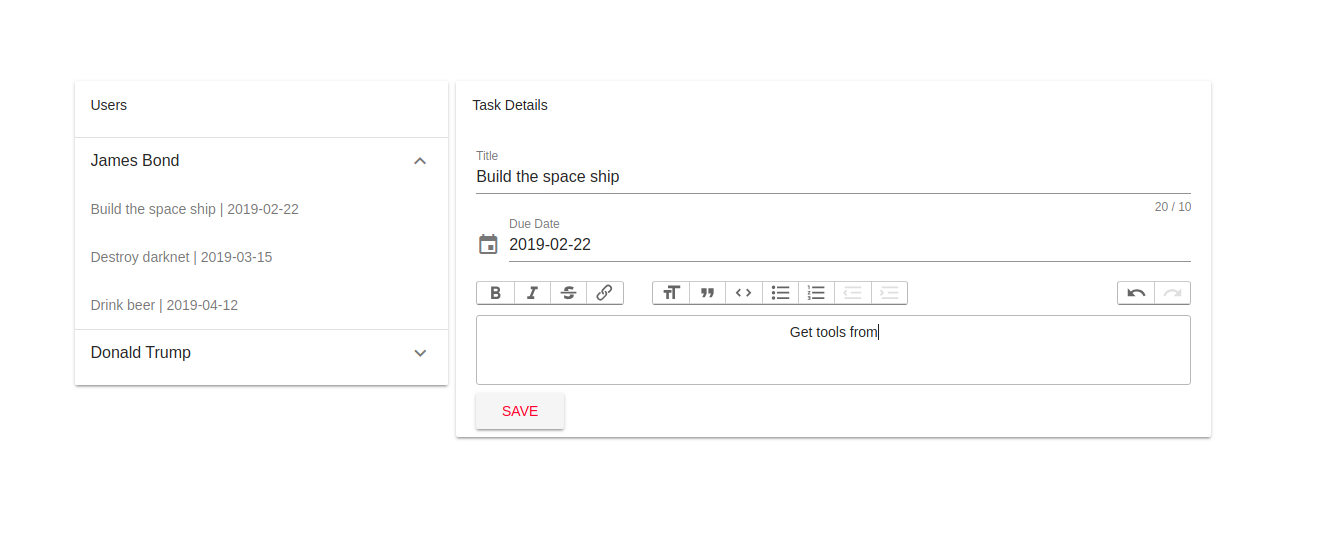 Users
James Bond
Build the space ship | 2019-02-22
Destroy darknet | 2019-03-15
Drink beer | 2019-04-12
Donald Trump
Task Details
Title
Build the space ship
20 / 10
Due Date
2019-02-22
Get tools from
SAVE